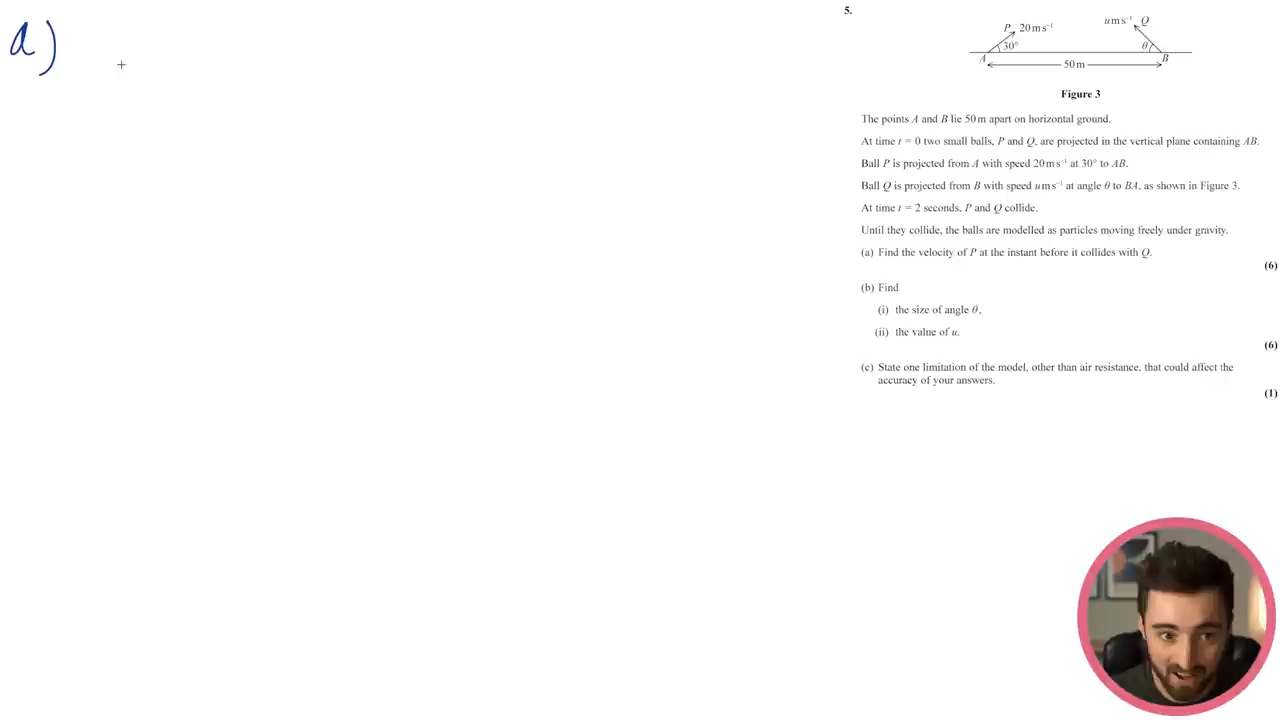 a)
5.
P 20 m s⁻¹
u m s⁻¹ Q
30°
θ
A
B
50 m
Figure 3
The points A and B lie 50 m apart on horizontal ground.
At time t = 0 two small balls, P and Q, are projected in the vertical plane containing AB.
Ball P is projected from A with speed 20 m s⁻¹ at 30° to AB.
Ball Q is projected from B with speed u m s⁻¹ at angle θ to BA, as shown in Figure 3.
At time t = 2 seconds, P and Q collide.
Until they collide, the balls are modelled as particles moving freely under gravity.
(a) Find the velocity of P at the instant before it collides with Q.
(6)
(b) Find
(i) the size of angle θ,
(ii) the value of u.
(6)
(c) State one limitation of the model, other than air resistance, that could affect the
accuracy of your answers.
(1)